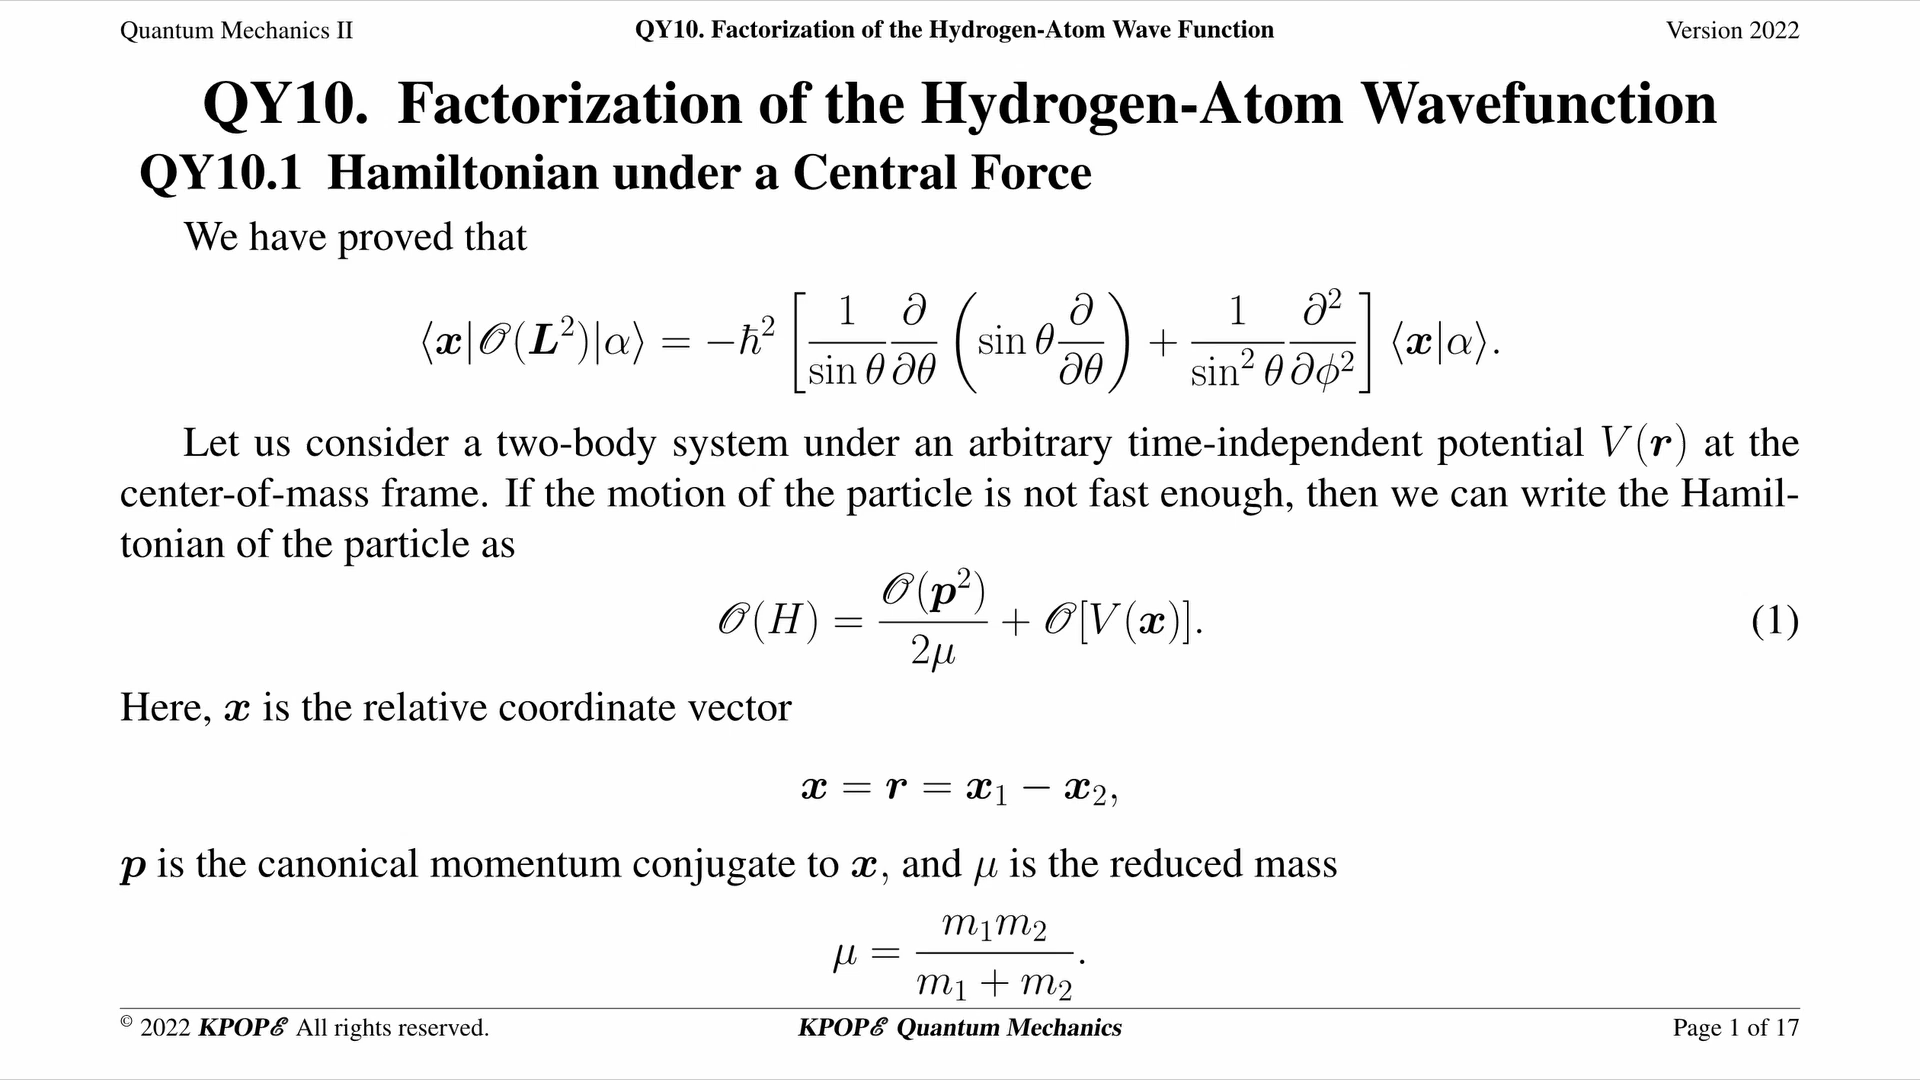 Quantum Mechanics II QY10. Factorization of the Hydrogen-Atom Wave Function Version 2022
QY10. Factorization of the Hydrogen-Atom Wavefunction
QY10.1 Hamiltonian under a Central Force
We have proved that
⟨𝒙|𝒪(𝑳²)|α⟩ = −ℏ² [ 1/sin θ ∂/∂θ ( sin θ ∂/∂θ ) + 1/sin² θ ∂²/∂ϕ² ] ⟨𝒙|α⟩.
Let us consider a two-body system under an arbitrary time-independent potential V(𝒓) at the
center-of-mass frame. If the motion of the particle is not fast enough, then we can write the Hamil-
tonian of the particle as
𝒪(H) = 𝒪(𝒑²)/2μ + 𝒪[V(𝒙)]. (1)
Here, 𝒙 is the relative coordinate vector
𝒙 = 𝒓 = 𝒙₁ − 𝒙₂,
𝒑 is the canonical momentum conjugate to 𝒙, and μ is the reduced mass
μ = m₁m₂/(m₁ + m₂).
© 2022 KPOPℰ All rights reserved. KPOPℰ Quantum Mechanics Page 1 of 17